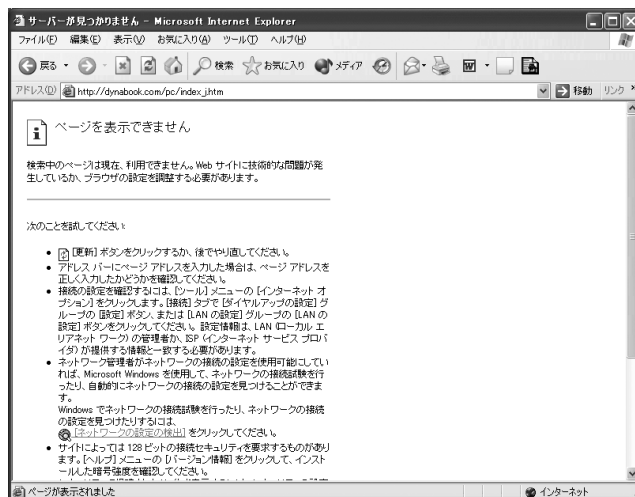 サーバーが見つかりません - Microsoft Internet Explorer
ファイル(F) 編集(E) 表示(V) お気に入り(A) ツール(T) ヘルプ(H)
戻る 検索 お気に入り メディア
アドレス(D) http://dynabook.com/pc/index_j.htm 移動 リンク »
ページを表示できません
検索中のページは現在、利用できません。Web サイトに技術的な問題が発
生しているか、ブラウザの設定を調整する必要があります。
次のことを試してください:
• [更新] ボタンをクリックするか、後でやり直してください。
• アドレス バーにページ アドレスを入力した場合は、ページ アドレスを
正しく入力したかどうかを確認してください。
• 接続の設定を確認するには、[ツール] メニューの [インターネット オ
プション] をクリックします。[接続] タブで [ダイヤルアップの設定] グ
ループの [設定] ボタン、または [LAN の設定] グループの [LAN の
設定] ボタンをクリックしてください。設定情報は、LAN (ローカル エ
リアネット ワーク) の管理者か、ISP (インターネット サービス プロバ
イダ) が提供する情報と一致する必要があります。
• ネットワーク管理者がネットワークの接続の設定を使用可能にしてい
れば、Microsoft Windows を使用して、ネットワークの接続試験を行
ったり、自動的にネットワークの接続の設定を見つけることができま
す。
Windows でネットワークの接続試験を行ったり、ネットワークの接続
の設定を見つけたりするには、
[ネットワークの設定の検出] をクリックしてください。
• サイトによっては 128 ビットの接続セキュリティを要求するものがあり
ます。[ヘルプ] メニューの [バージョン情報] をクリックして、インスト
ールした暗号強度を確認してください。
ページが表示されました インターネット